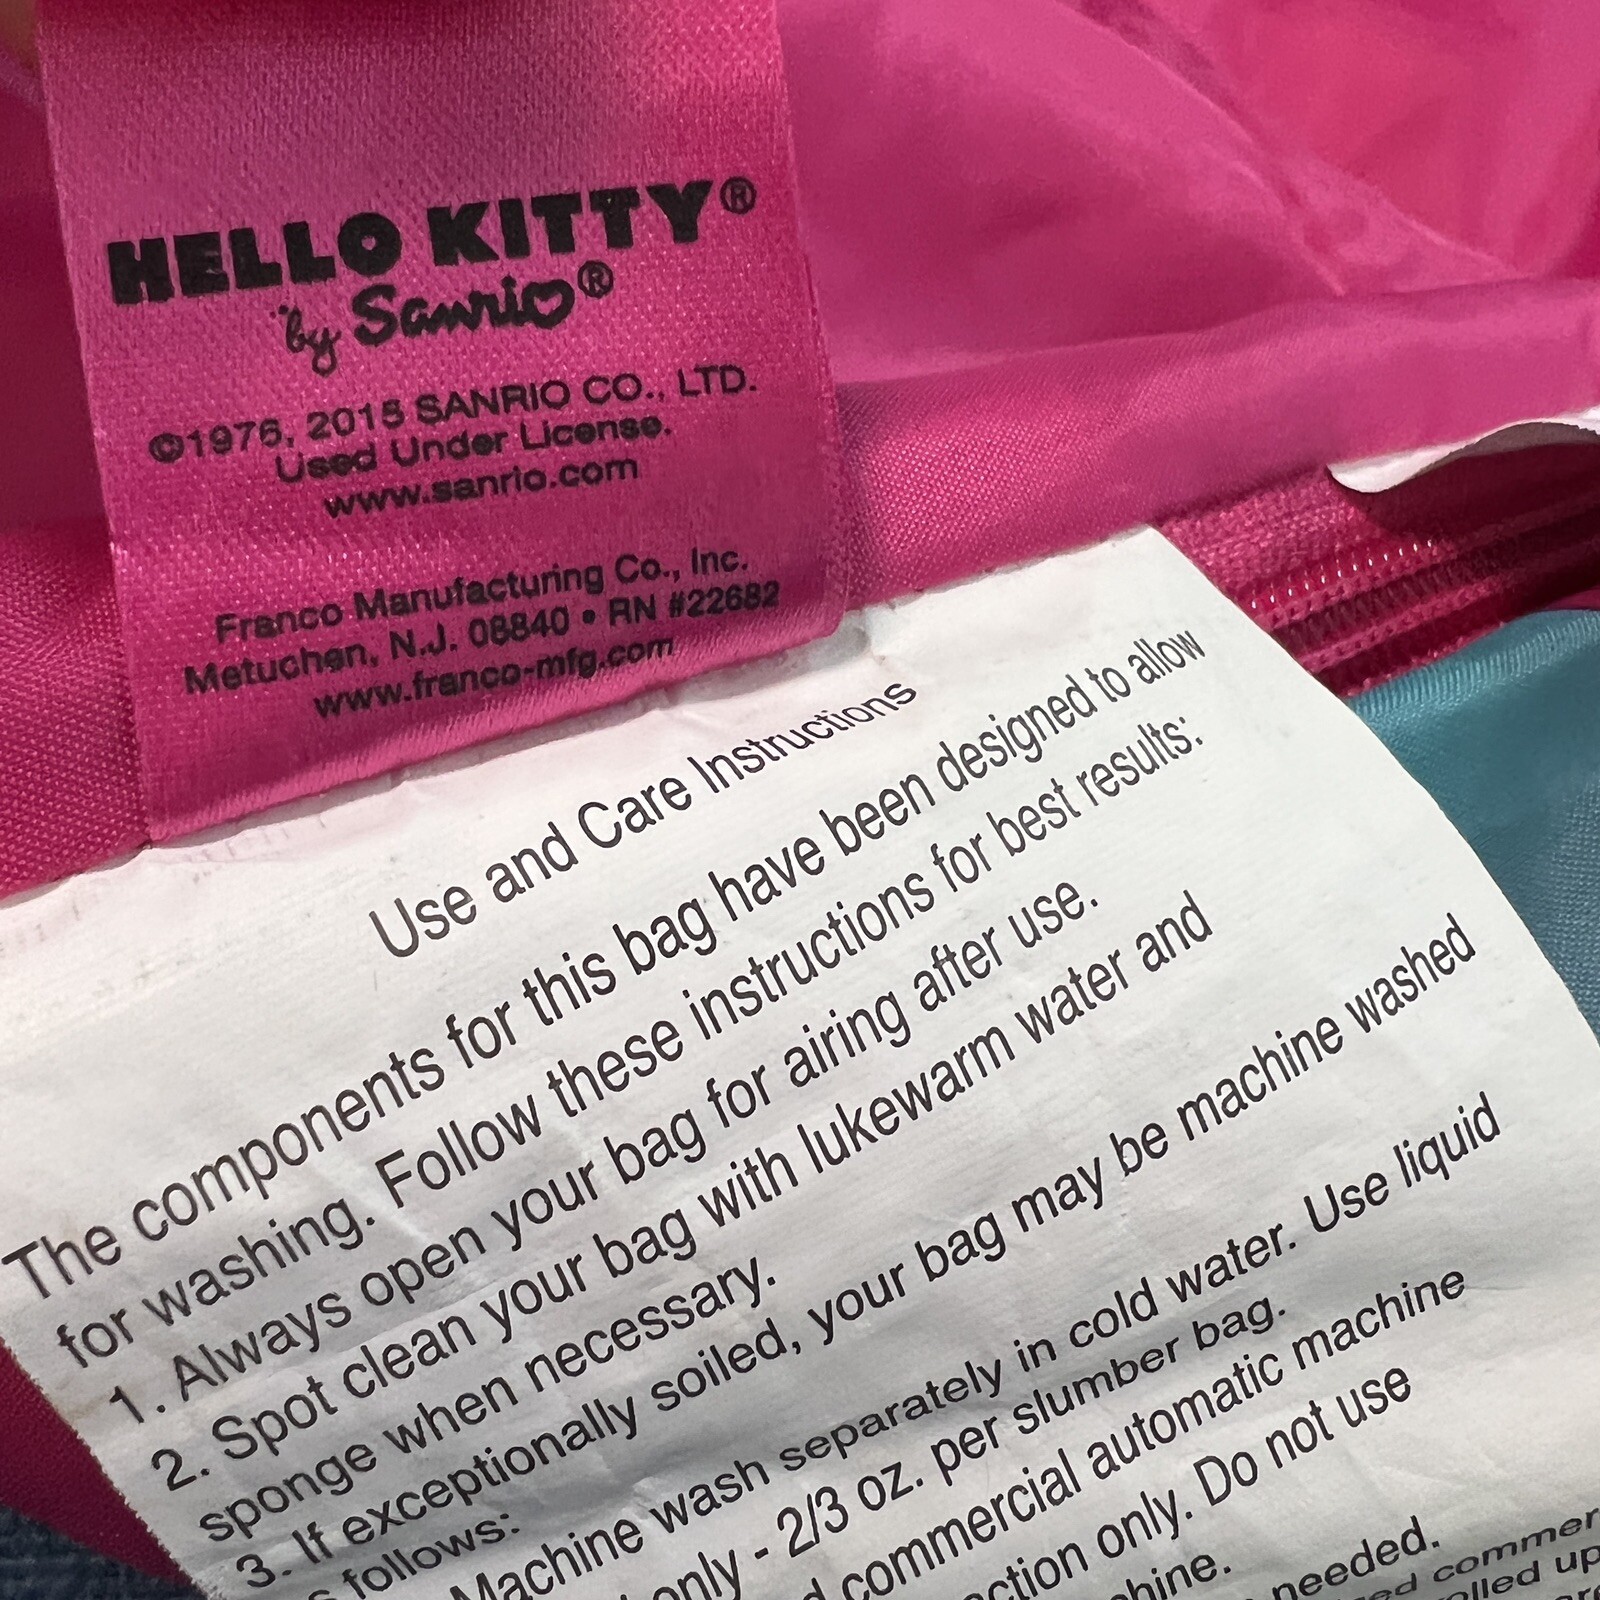 HELLO KITTY®
by Sanrio®
©1976, 2015 SANRIO CO., LTD.
Used Under License.
www.sanrio.com
Franco Manufacturing Co., Inc.
Metuchen, N.J. 08840 • RN #22682
www.franco-mfg.com
Use and Care Instructions
The components for this bag have been designed to allow
for washing. Follow these instructions for best results:
1. Always open your bag for airing after use.
2. Spot clean your bag with lukewarm water and
sponge when necessary.
3. If exceptionally soiled, your bag may be machine washed
follows:
Machine wash separately in cold water. Use liquid
only - 2/3 oz. per slumber bag.
commercial automatic machine
only. Do not use
needed.